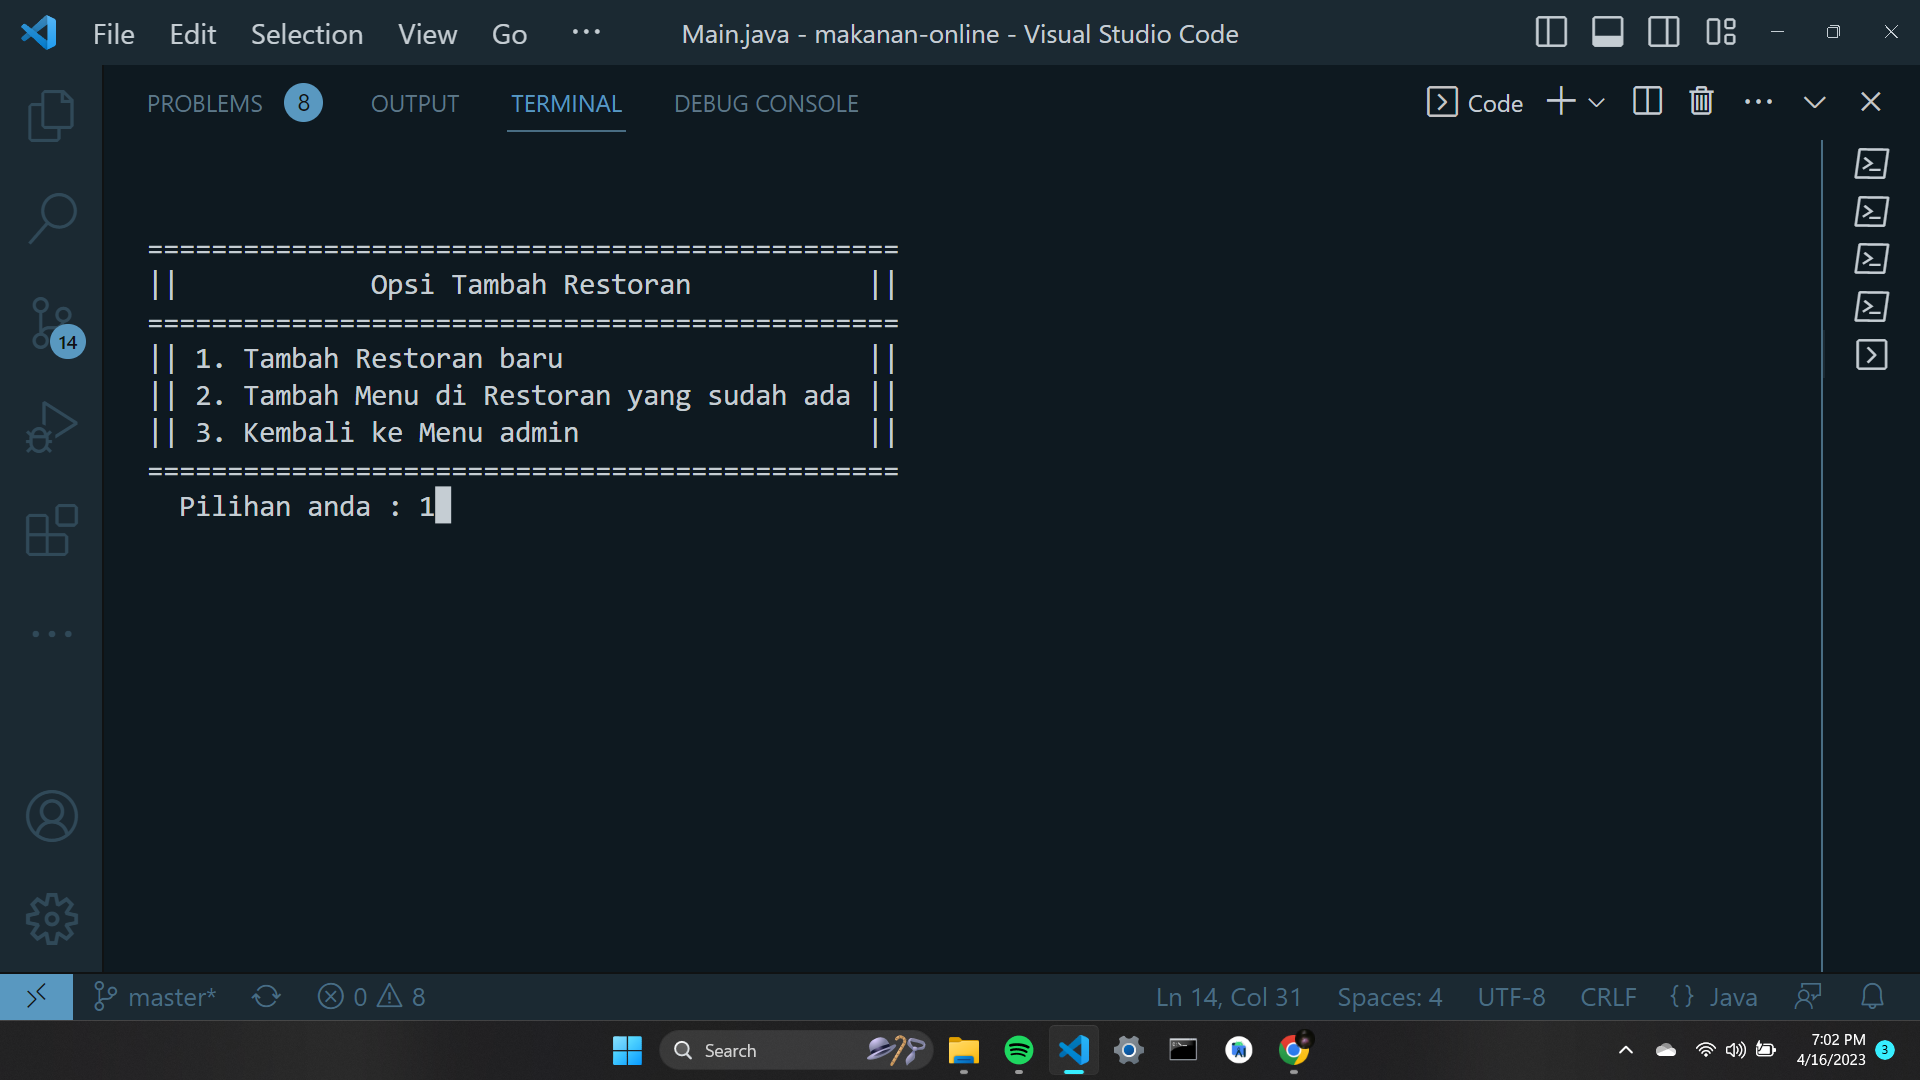 File Edit Selection View Go ··· Main.java - makanan-online - Visual Studio Code
PROBLEMS 8 OUTPUT TERMINAL DEBUG CONSOLE Code
===============================================
|| Opsi Tambah Restoran ||
===============================================
|| 1. Tambah Restoran baru ||
|| 2. Tambah Menu di Restoran yang sudah ada ||
|| 3. Kembali ke Menu admin ||
===============================================
Pilihan anda : 1
14
master* 0 8 Ln 14, Col 31 Spaces: 4 UTF-8 CRLF {} Java
Search
7:02 PM
4/16/2023 3